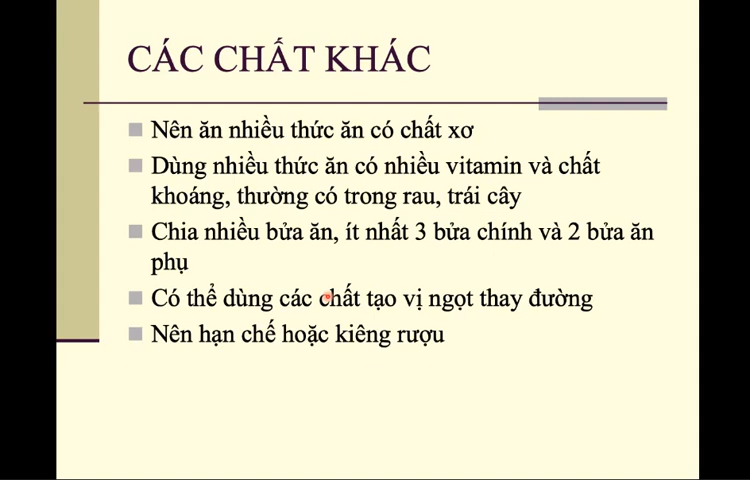 CÁC CHẤT KHÁC
Nên ăn nhiều thức ăn có chất xơ
Dùng nhiều thức ăn có nhiều vitamin và chất
khoáng, thường có trong rau, trái cây
Chia nhiều bửa ăn, ít nhất 3 bửa chính và 2 bửa ăn
phụ
Có thể dùng các chất tạo vị ngọt thay đường
Nên hạn chế hoặc kiêng rượu